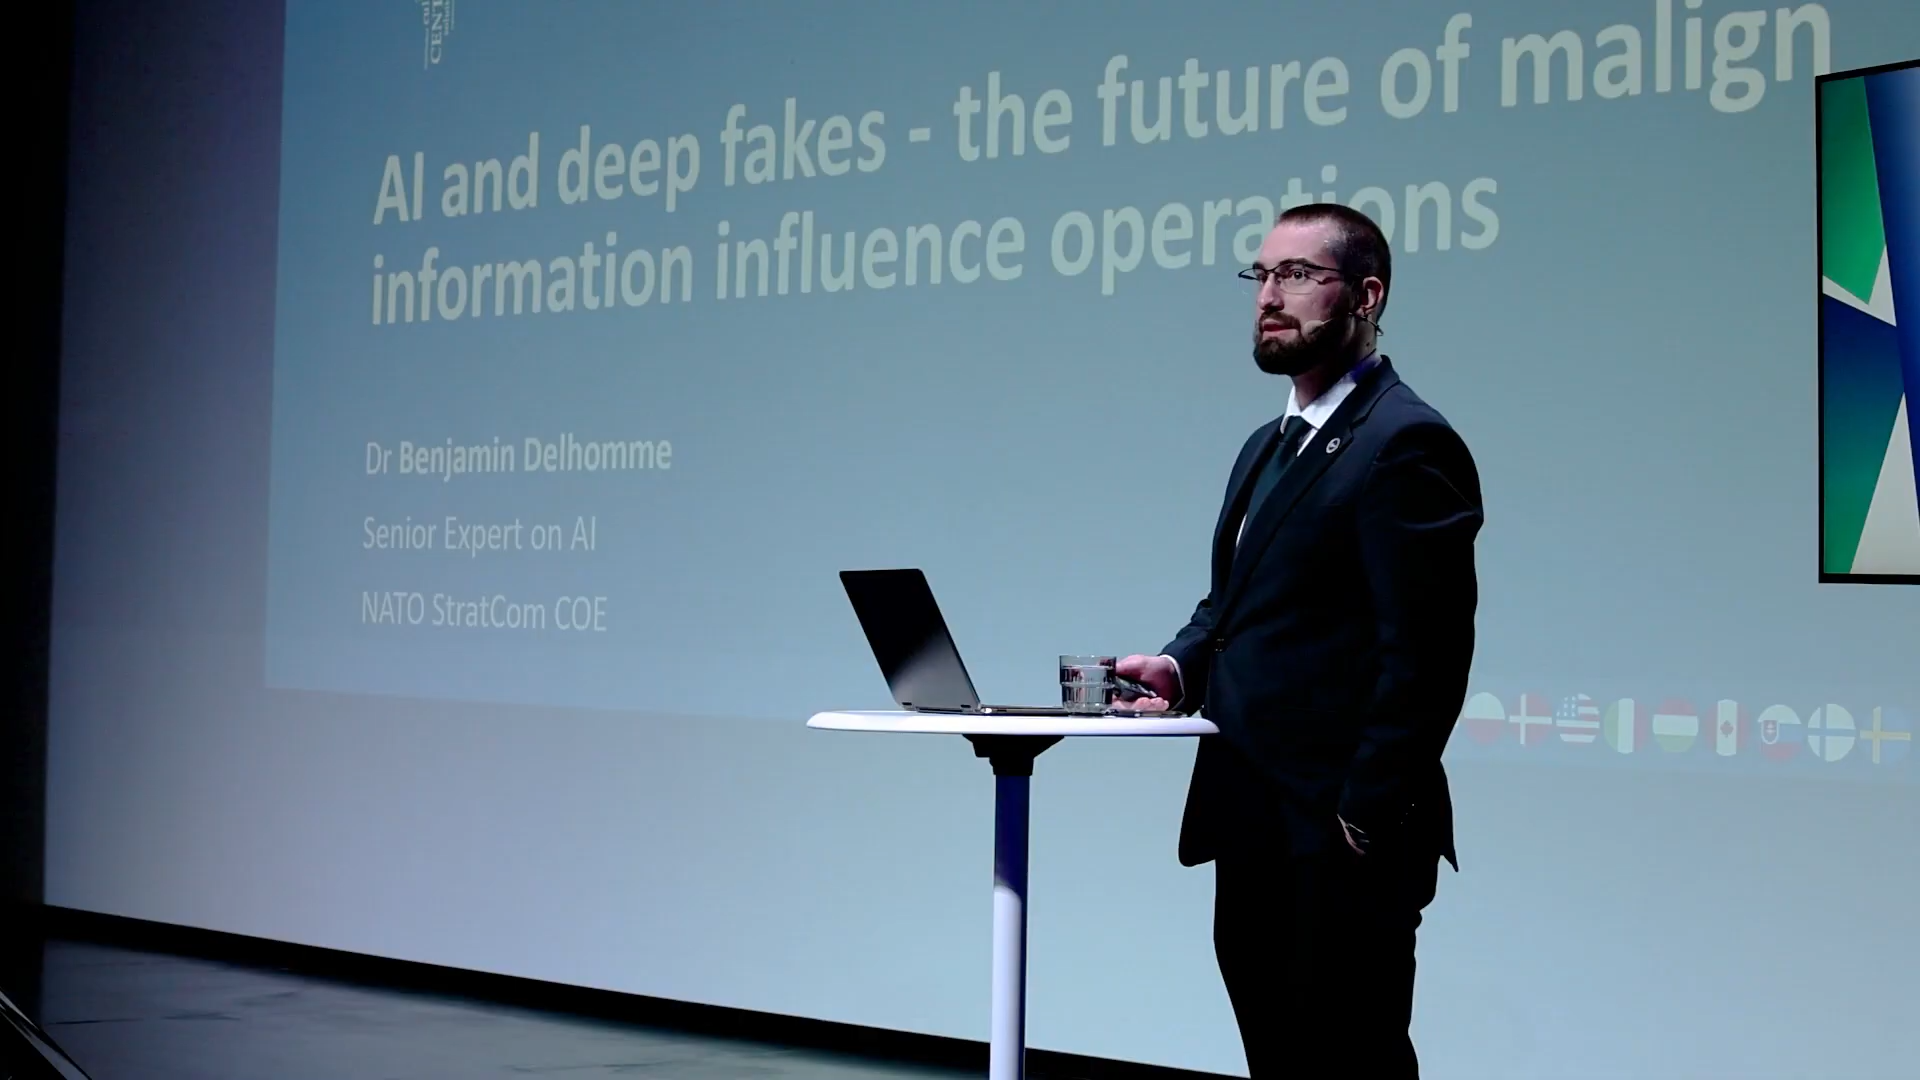 CENT
AI and deep fakes - the future of malign
information influence operations
Dr Benjamin Delhomme
Senior Expert on AI
NATO StratCom COE